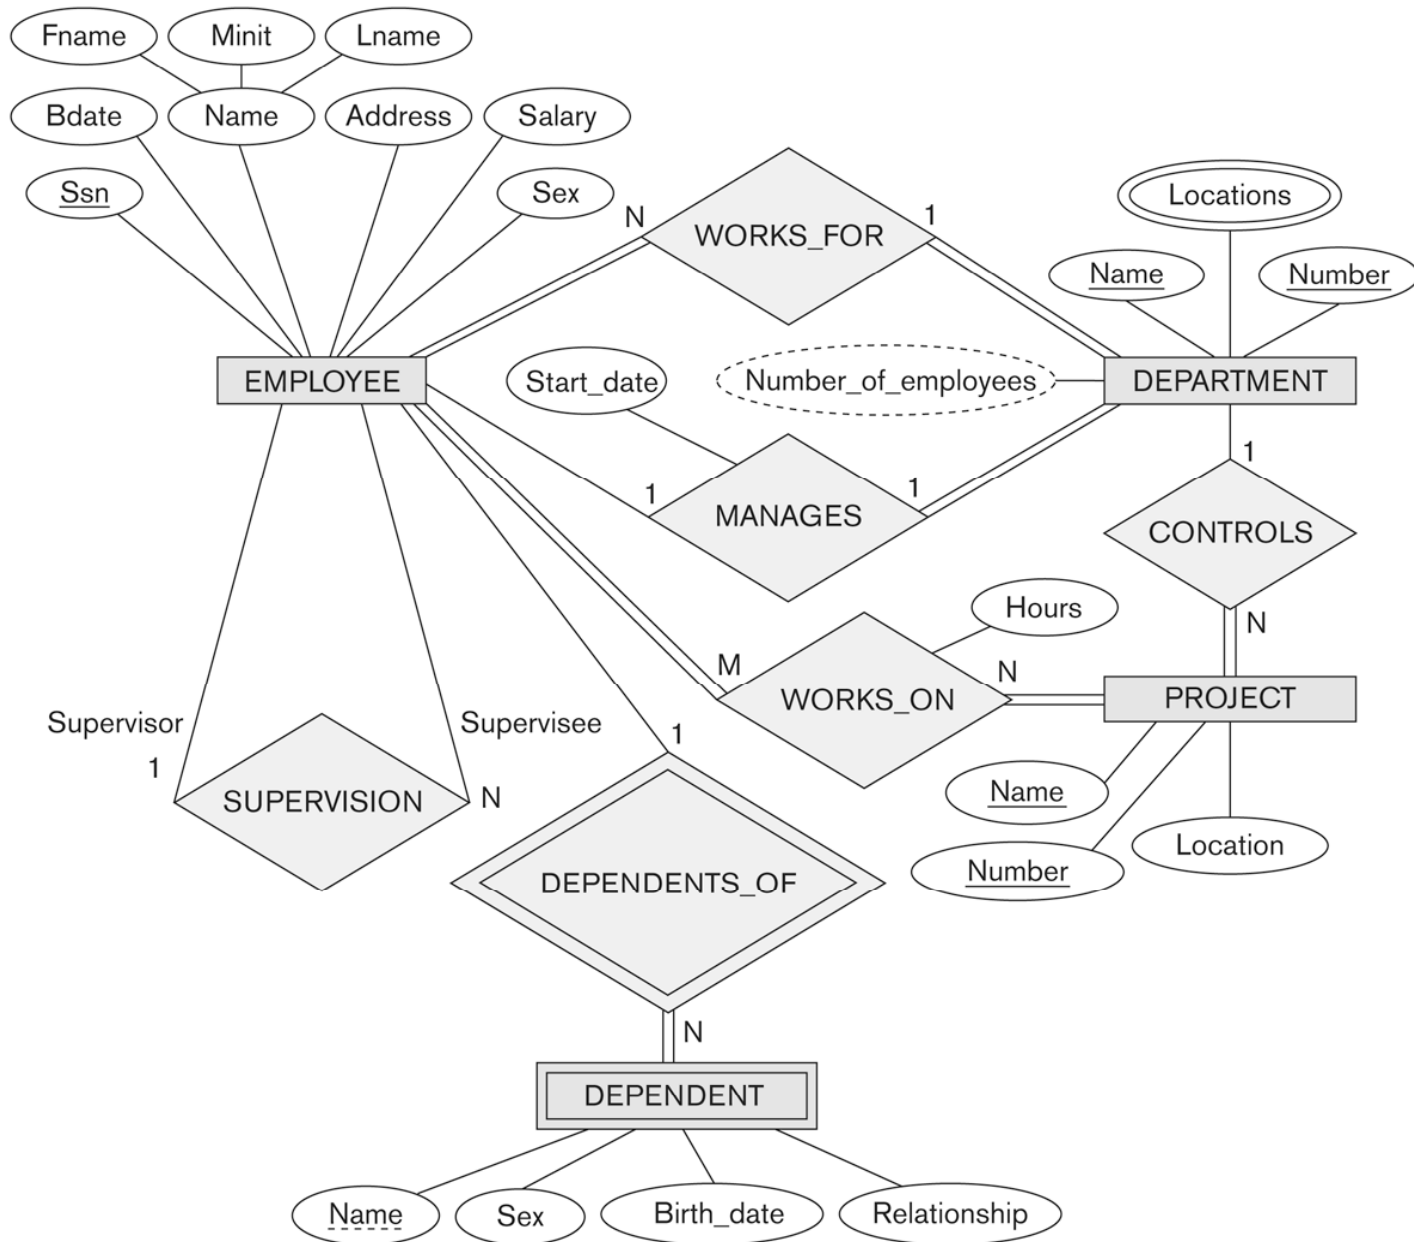 Fname Minit Lname
Bdate Name Address Salary
Ssn Sex
Locations
N WORKS_FOR 1
Name Number
EMPLOYEE Start_date Number_of_employees DEPARTMENT
1
1 MANAGES 1
CONTROLS
Hours
N
M WORKS_ON N PROJECT
Supervisor Supervisee
1 SUPERVISION N
1
Name
Number Location
DEPENDENTS_OF
N
DEPENDENT
Name Sex Birth_date Relationship